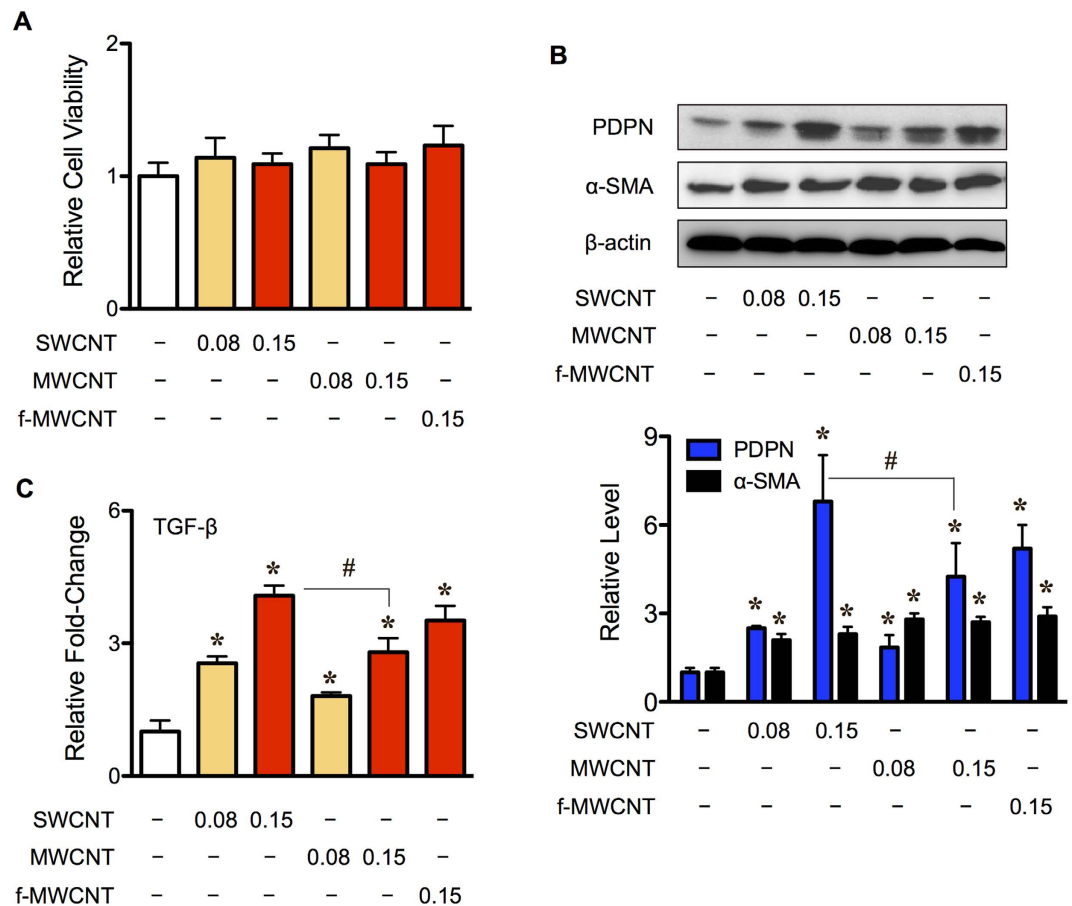 A
Relative Cell Viability
2
1
0
SWCNT – 0.08 0.15 – – –
MWCNT – – – 0.08 0.15 –
f-MWCNT – – – – – 0.15
B
PDPN
α-SMA
β-actin
SWCNT – 0.08 0.15 – – –
MWCNT – – – 0.08 0.15 –
f-MWCNT – – – – – 0.15
Relative Level
9
6
3
0
PDPN
α-SMA
* * * * # * * * * * *
SWCNT – 0.08 0.15 – – –
MWCNT – – – 0.08 0.15 –
f-MWCNT – – – – – 0.15
C
Relative Fold-Change
6
3
0
TGF-β
* * * # * *
SWCNT – 0.08 0.15 – – –
MWCNT – – – 0.08 0.15 –
f-MWCNT – – – – – 0.15